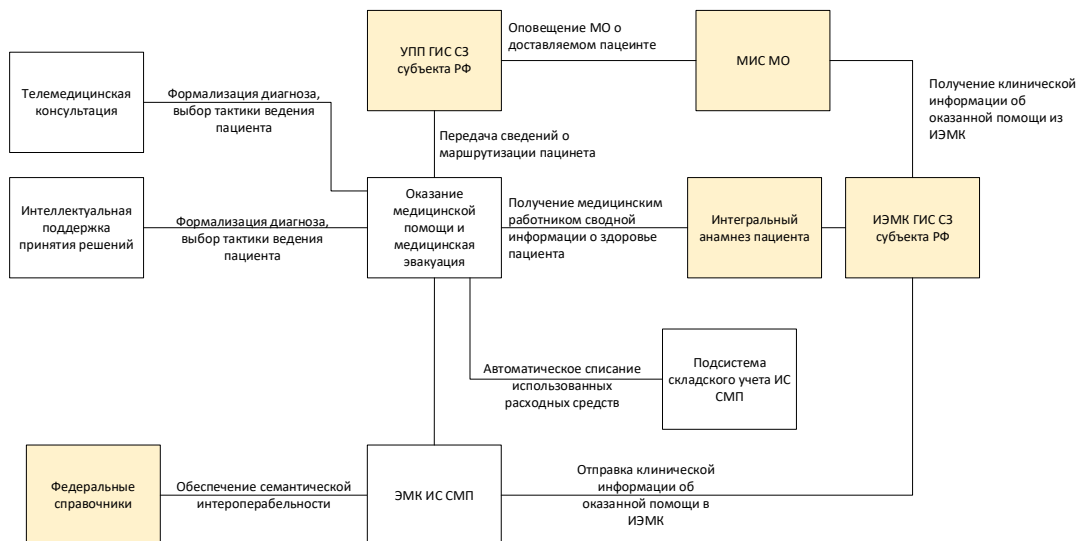 УПП ГИС СЗ
субъекта РФ
Оповещение МО о
доставляемом пацеинте
МИС МО
Телемедицинская
консультация
Формализация диагноза,
выбор тактики ведения
пациента
Получение клинической
информации об
оказанной помощи из
ИЭМК
Передача сведений о
маршрутизации пацинета
Интеллектуальная
поддержка
принятия решений
Формализация диагноза,
выбор тактики ведения
пациента
Оказание
медицинской
помощи и
медицинская
эвакуация
Получение медицинским
работником сводной
информации о здоровье
пациента
Интегральный
анамнез пациента
ИЭМК ГИС СЗ
субъекта РФ
Автоматическое списание
использованных
расходных средств
Подсистема
складского учета ИС
СМП
Федеральные
справочники
Обеспечение семантической
интероперабельности
ЭМК ИС СМП
Отправка клинической
информации об
оказанной помощи в
ИЭМК